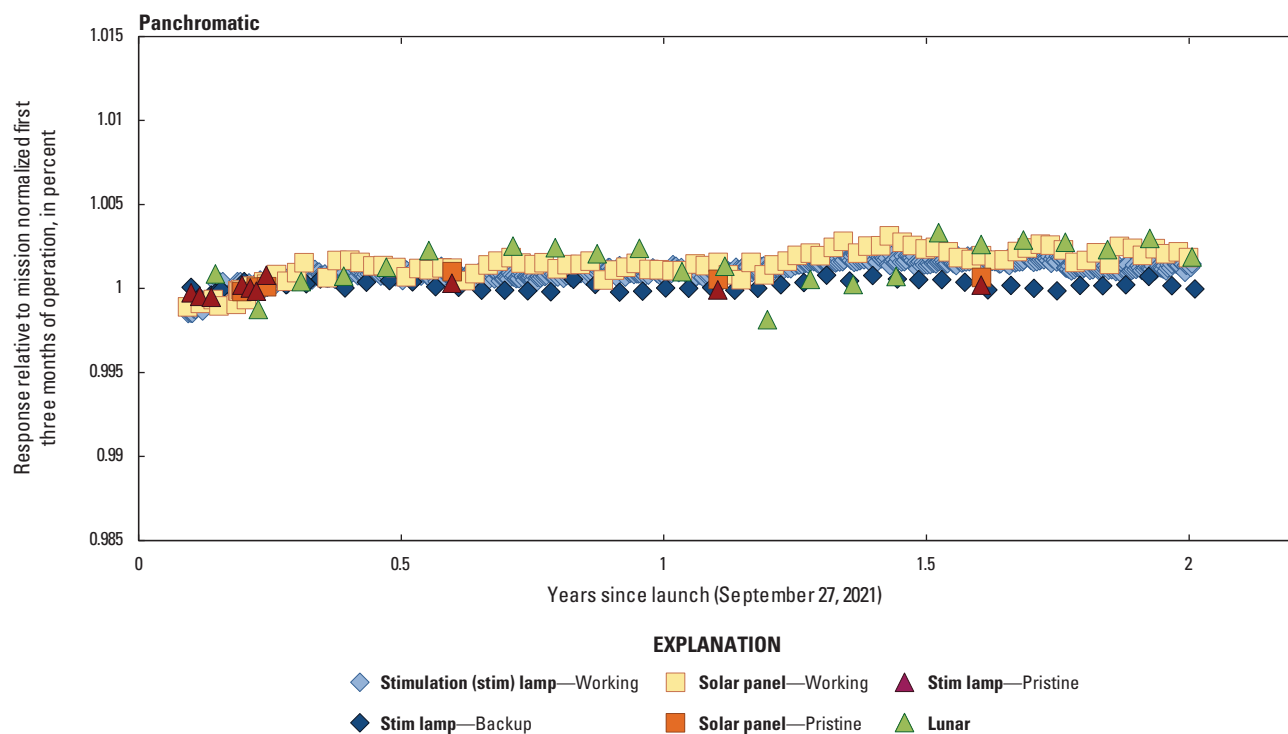 Panchromatic
1.015
1.01
1.005
1
0.995
0.99
0.985
Response relative to mission normalized first
three months of operation, in percent
0 0.5 1 1.5 2
Years since launch (September 27, 2021)
EXPLANATION
Stimulation (stim) lamp—Working Solar panel—Working Stim lamp—Pristine
Stim lamp—Backup Solar panel—Pristine Lunar